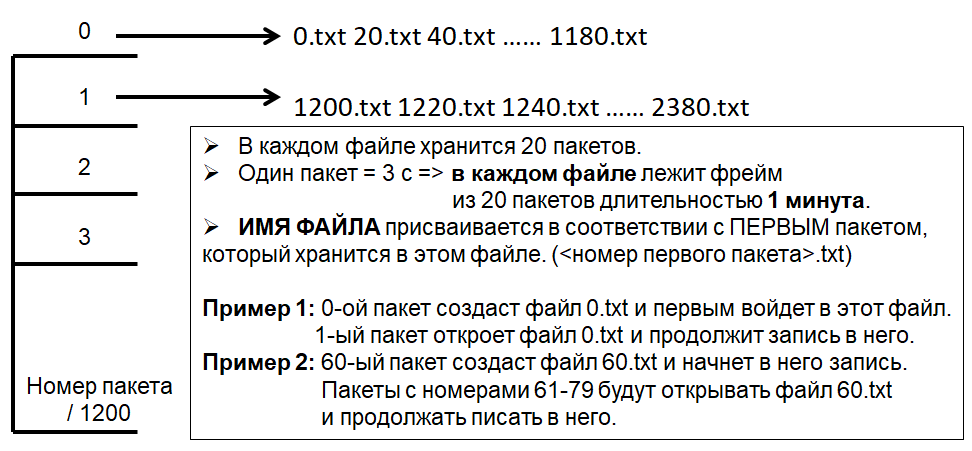 0
0.txt 20.txt 40.txt …… 1180.txt
1
1200.txt 1220.txt 1240.txt …… 2380.txt
2
3
Номер пакета
/ 1200
➢ В каждом файле хранится 20 пакетов.
➢ Один пакет = 3 с => в каждом файле лежит фрейм
из 20 пакетов длительностью 1 минута.
➢ ИМЯ ФАЙЛА присваивается в соответствии с ПЕРВЫМ пакетом,
который хранится в этом файле. (<номер первого пакета>.txt)
Пример 1: 0-ой пакет создаст файл 0.txt и первым войдет в этот файл.
1-ый пакет откроет файл 0.txt и продолжит запись в него.
Пример 2: 60-ый пакет создаст файл 60.txt и начнет в него запись.
Пакеты с номерами 61-79 будут открывать файл 60.txt
и продолжать писать в него.